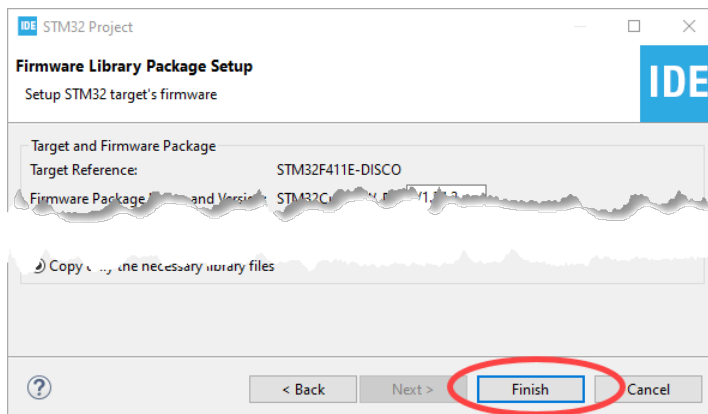 IDE STM32 Project
Firmware Library Package Setup
Setup STM32 target's firmware
IDE
Target and Firmware Package
Target Reference: STM32F411E-DISCO
Firmware Package and
Copy the necessary library files
? < Back Next > Finish Cancel